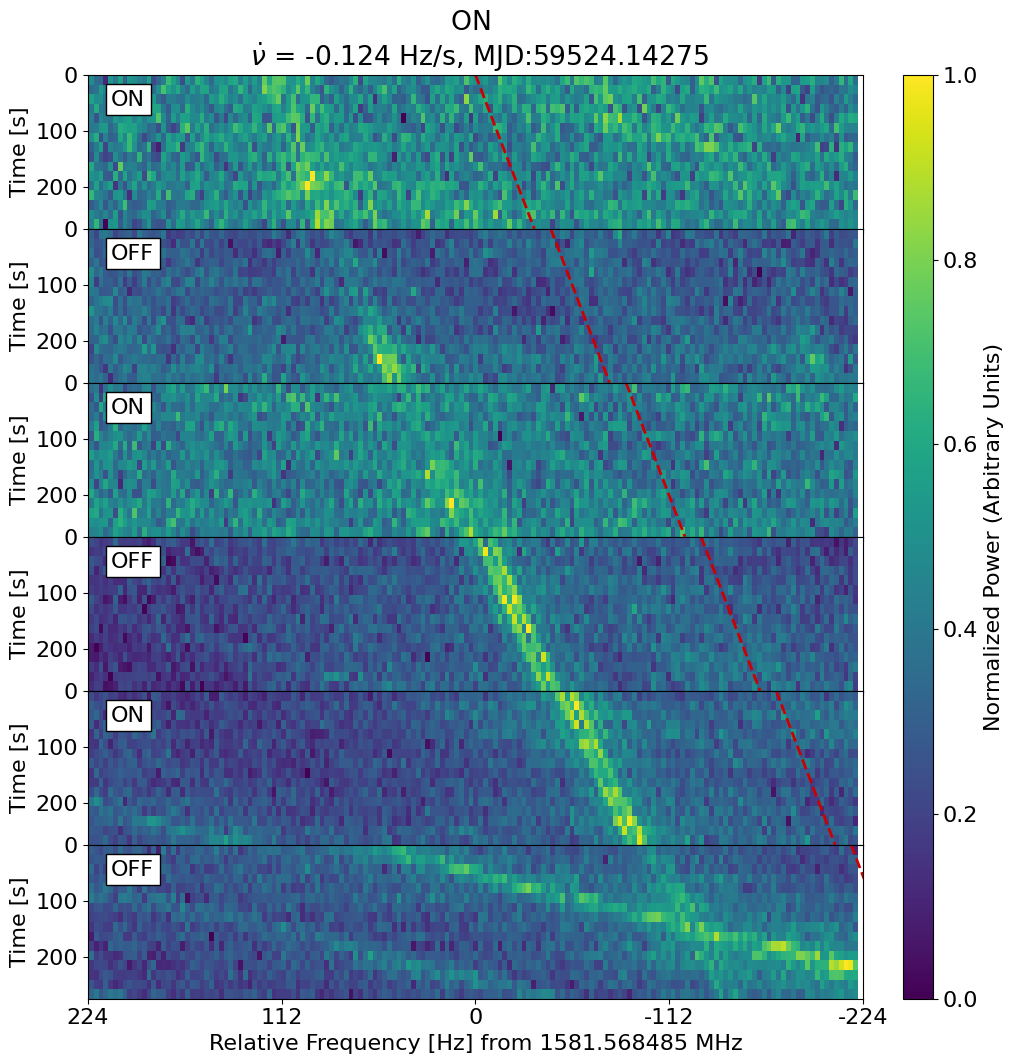 ON
ν̇ = -0.124 Hz/s, MJD:59524.14275
0
100
200
Time [s]
ON
0
100
200
Time [s]
OFF
0
100
200
Time [s]
ON
0
100
200
Time [s]
OFF
0
100
200
Time [s]
ON
0
100
200
Time [s]
OFF
224 112 0 -112 -224
Relative Frequency [Hz] from 1581.568485 MHz
1.0
0.8
0.6
0.4
0.2
0.0
Normalized Power (Arbitrary Units)